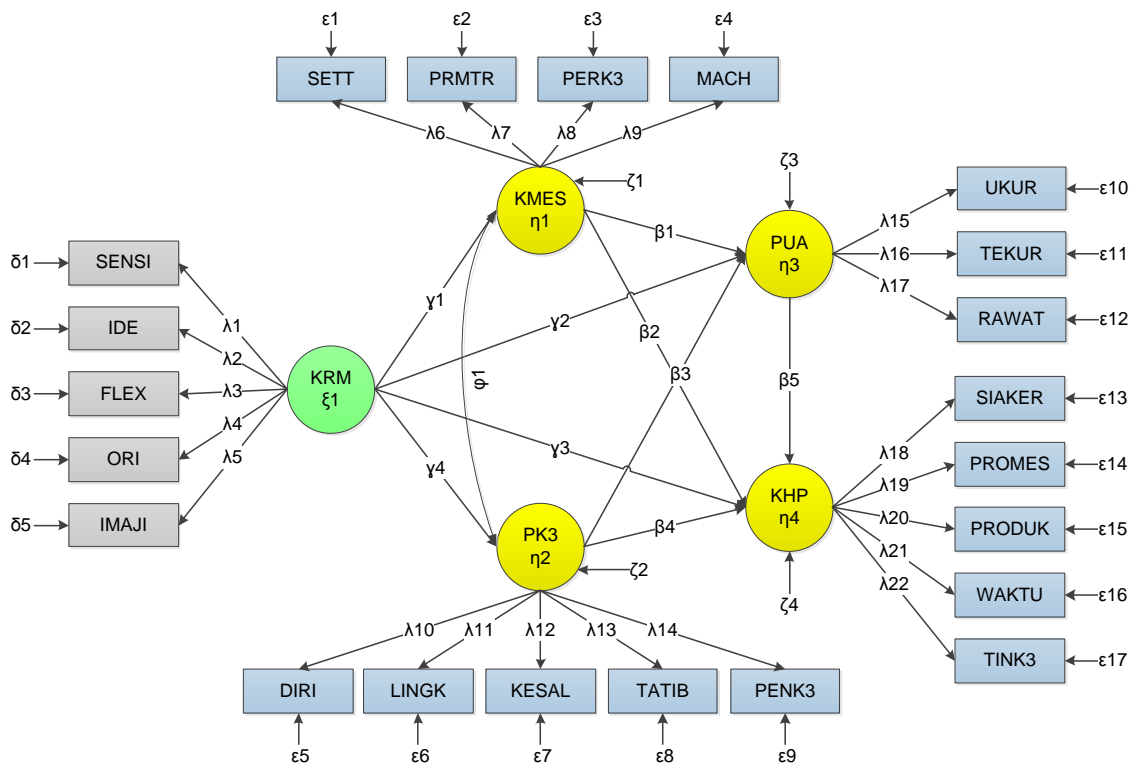 ε1
ε2
ε3
ε4
SETT
PRMTR
PERK3
MACH
λ6
λ7
λ8
λ9
KMES
η1
ζ1
ζ3
δ1
SENSI
δ2
IDE
δ3
FLEX
δ4
ORI
δ5
IMAJI
λ1
λ2
λ3
λ4
λ5
KRM
ξ1
γ1
γ2
γ3
γ4
φ1
β1
β2
β3
β4
β5
PUA
η3
λ15
λ16
λ17
UKUR
ε10
TEKUR
ε11
RAWAT
ε12
KHP
η4
ζ4
λ18
λ19
λ20
λ21
λ22
SIAKER
ε13
PROMES
ε14
PRODUK
ε15
WAKTU
ε16
TINK3
ε17
PK3
η2
ζ2
λ10
λ11
λ12
λ13
λ14
DIRI
LINGK
KESAL
TATIB
PENK3
ε5
ε6
ε7
ε8
ε9